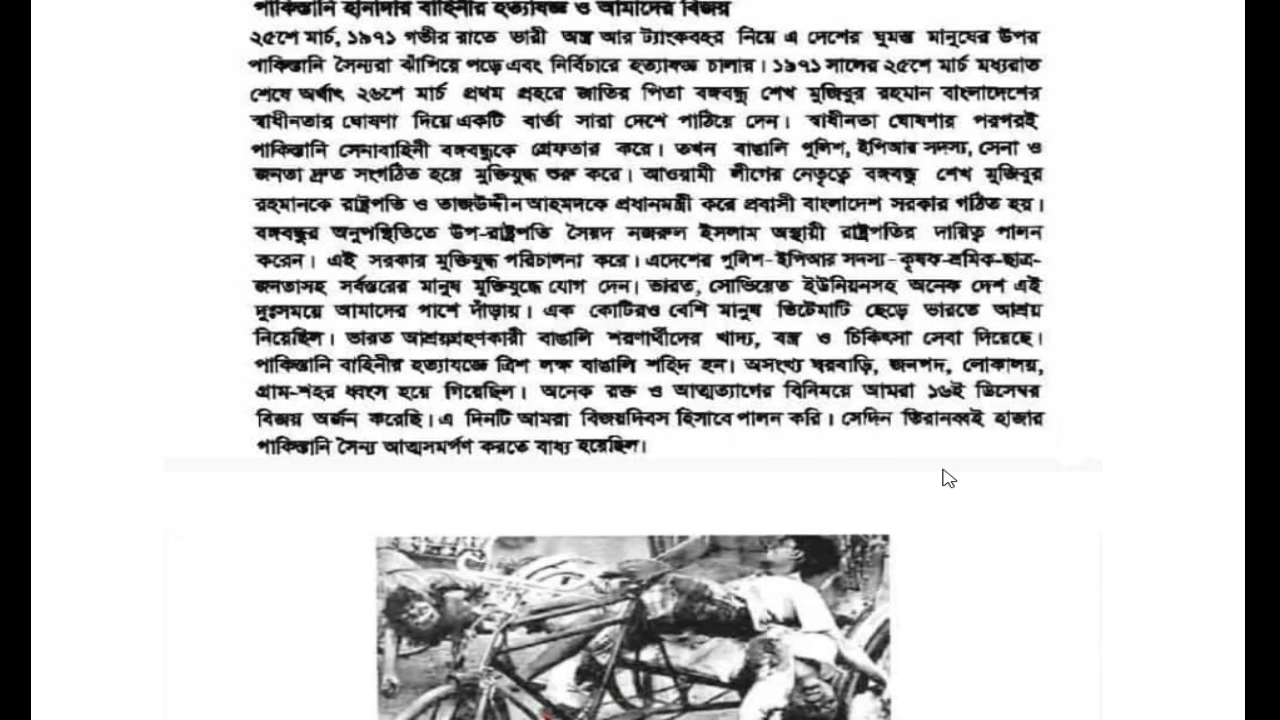 পাকিস্তানি হানাদার বাহিনীর হত্যাযজ্ঞ ও আমাদের বিজয়
২৫শে মার্চ, ১৯৭১ গভীর রাতে ভারী অস্ত্র আর ট্যাংকবহর নিয়ে এ দেশের ঘুমন্ত মানুষের উপর
পাকিস্তানি সৈন্যরা ঝাঁপিয়ে পড়ে এবং নির্বিচারে হত্যাযজ্ঞ চালায়। ১৯৭১ সালের ২৫শে মার্চ মধ্যরাত
শেষে অর্থাৎ ২৬শে মার্চ প্রথম প্রহরে জাতির পিতা বঙ্গবন্ধু শেখ মুজিবুর রহমান বাংলাদেশের
স্বাধীনতার ঘোষণা দিয়ে একটি বার্তা সারা দেশে পাঠিয়ে দেন। স্বাধীনতা ঘোষণার পরপরই
পাকিস্তানি সেনাবাহিনী বঙ্গবন্ধুকে গ্রেফতার করে। তখন বাঙালি পুলিশ, ইপিআর সদস্য, সেনা ও
জনতা দ্রুত সংগঠিত হয়ে মুক্তিযুদ্ধ শুরু করে। আওয়ামী লীগের নেতৃত্বে বঙ্গবন্ধু শেখ মুজিবুর
রহমানকে রাষ্ট্রপতি ও তাজউদ্দীন আহমদকে প্রধানমন্ত্রী করে প্রবাসী বাংলাদেশ সরকার গঠিত হয়।
বঙ্গবন্ধুর অনুপস্থিতিতে উপ-রাষ্ট্রপতি সৈয়দ নজরুল ইসলাম অস্থায়ী রাষ্ট্রপতির দায়িত্ব পালন
করেন। এই সরকার মুক্তিযুদ্ধ পরিচালনা করে। এদেশের পুলিশ-ইপিআর সদস্য-কৃষক-শ্রমিক-ছাত্র-
জনতাসহ সর্বস্তরের মানুষ মুক্তিযুদ্ধে যোগ দেন। ভারত, সোভিয়েত ইউনিয়নসহ অনেক দেশ এই
দুঃসময়ে আমাদের পাশে দাঁড়ায়। এক কোটিরও বেশি মানুষ ভিটেমাটি ছেড়ে ভারতে আশ্রয়
নিয়েছিল। ভারত আশ্রয়গ্রহণকারী বাঙালি শরণার্থীদের খাদ্য, বস্ত্র ও চিকিৎসা সেবা দিয়েছে।
পাকিস্তানি বাহিনীর হত্যাযজ্ঞে ত্রিশ লক্ষ বাঙালি শহিদ হন। অসংখ্য ঘরবাড়ি, জনপদ, লোকালয়,
গ্রাম-শহর ধ্বংস হয়ে গিয়েছিল। অনেক রক্ত ও আত্মত্যাগের বিনিময়ে আমরা ১৬ই ডিসেম্বর
বিজয় অর্জন করেছি। এ দিনটি আমরা বিজয়দিবস হিসাবে পালন করি। সেদিন তিরানব্বই হাজার
পাকিস্তানি সৈন্য আত্মসমর্পণ করতে বাধ্য হয়েছিল।